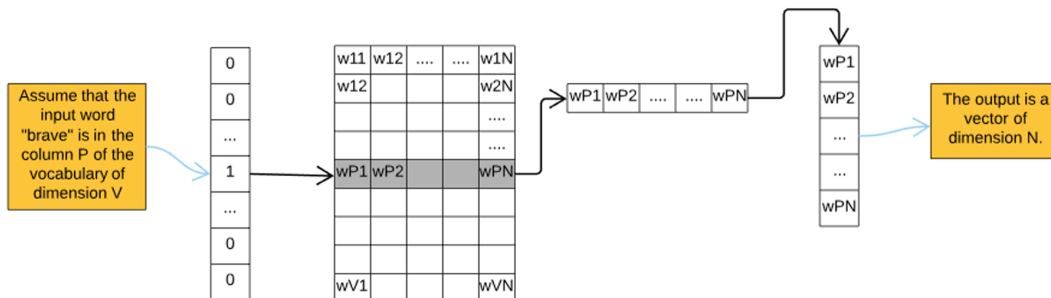 Assume that the
input word
"brave" is in the
column P of the
vocabulary of
dimension V
0
0
...
1
...
0
0
w11 w12 .... .... w1N
w12 w2N
....
....
wP1 wP2 wPN
wV1 wVN
wP1 wP2 .... .... wPN
wP1
wP2
...
...
wPN
The output is a
vector of
dimension N.